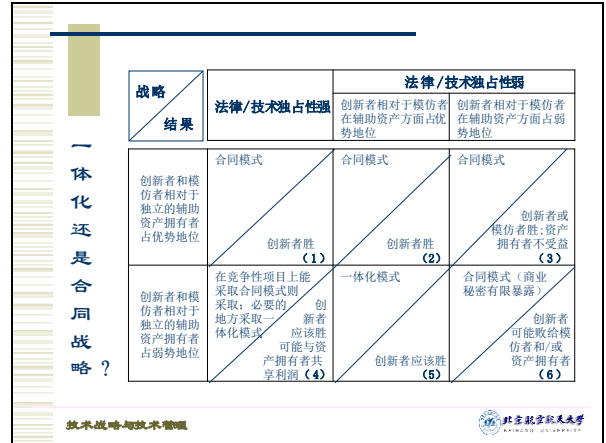 战略
结果
法律/技术独占性强
法律/技术独占性弱
创新者相对于模仿者
在辅助资产方面占优
势地位
创新者相对于模仿者
在辅助资产方面占弱
势地位
一体化还是合同战略？
创新者和模
仿者相对于
独立的辅助
资产拥有者
占优势地位
合同模式
创新者胜
（1）
合同模式
创新者胜
（2）
合同模式
创新者或
模仿者胜;资产
拥有者不受益
（3）
创新者和模
仿者相对于
独立的辅助
资产拥有者
占弱势地位
在竞争性项目上能
采取合同模式则
采取；必要的
地方采取一
体化模式
创
新者
应该胜
可能与资
产拥有者共
享利润（4）
一体化模式
创新者应该胜
（5）
合同模式（商业
秘密有限暴露）
创新者
可能败给模
仿者和/或
资产拥有者
（6）
技术战略与技术管理
北京航空航天大学
BEIHANG UNIVERSITY